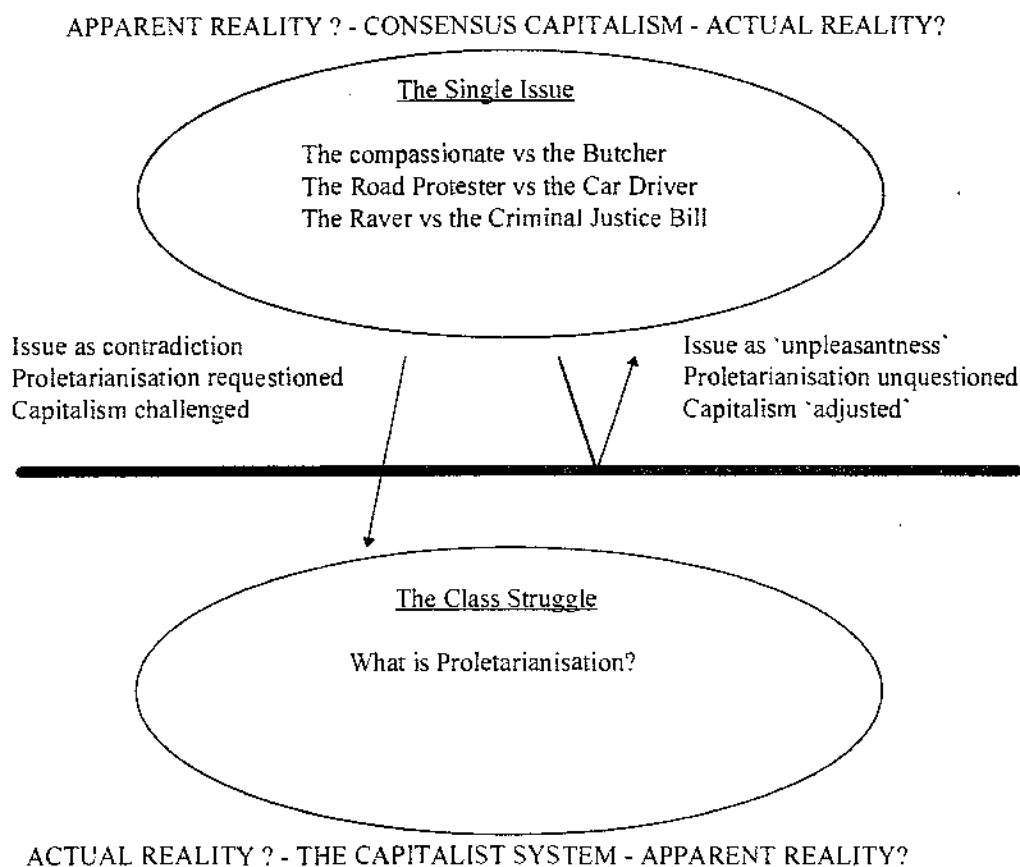 APPARENT REALITY ? - CONSENSUS CAPITALISM - ACTUAL REALITY?
The Single Issue
The compassionate vs the Butcher
The Road Protester vs the Car Driver
The Raver vs the Criminal Justice Bill
Issue as contradiction
Proletarianisation requestioned
Capitalism challenged
Issue as `unpleasantness'
Proletarianisation unquestioned
Capitalism `adjusted`
The Class Struggle
What is Proletarianisation?
ACTUAL REALITY ? - THE CAPITALIST SYSTEM - APPARENT REALITY?